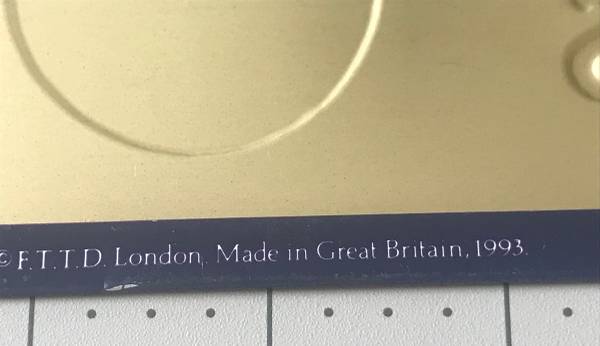 ©F.T.T.D. London. Made in Great Britain, 1993.